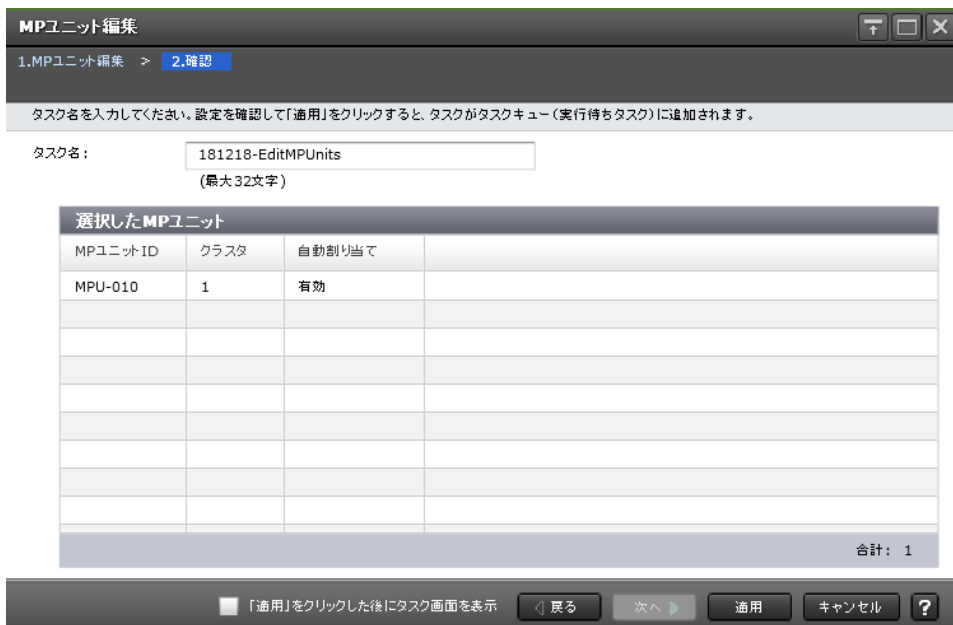 MPユニット編集
1.MPユニット編集 > 2.確認
タスク名を入力してください。設定を確認して「適用」をクリックすると、タスクがタスクキュー(実行待ちタスク)に追加されます。
タスク名: 181218-EditMPUnits
(最大32文字)
選択したMPユニット
MPユニットID クラスタ 自動割り当て
MPU-010 1 有効
合計: 1
「適用」をクリックした後にタスク画面を表示 戻る 次へ 適用 キャンセル ?